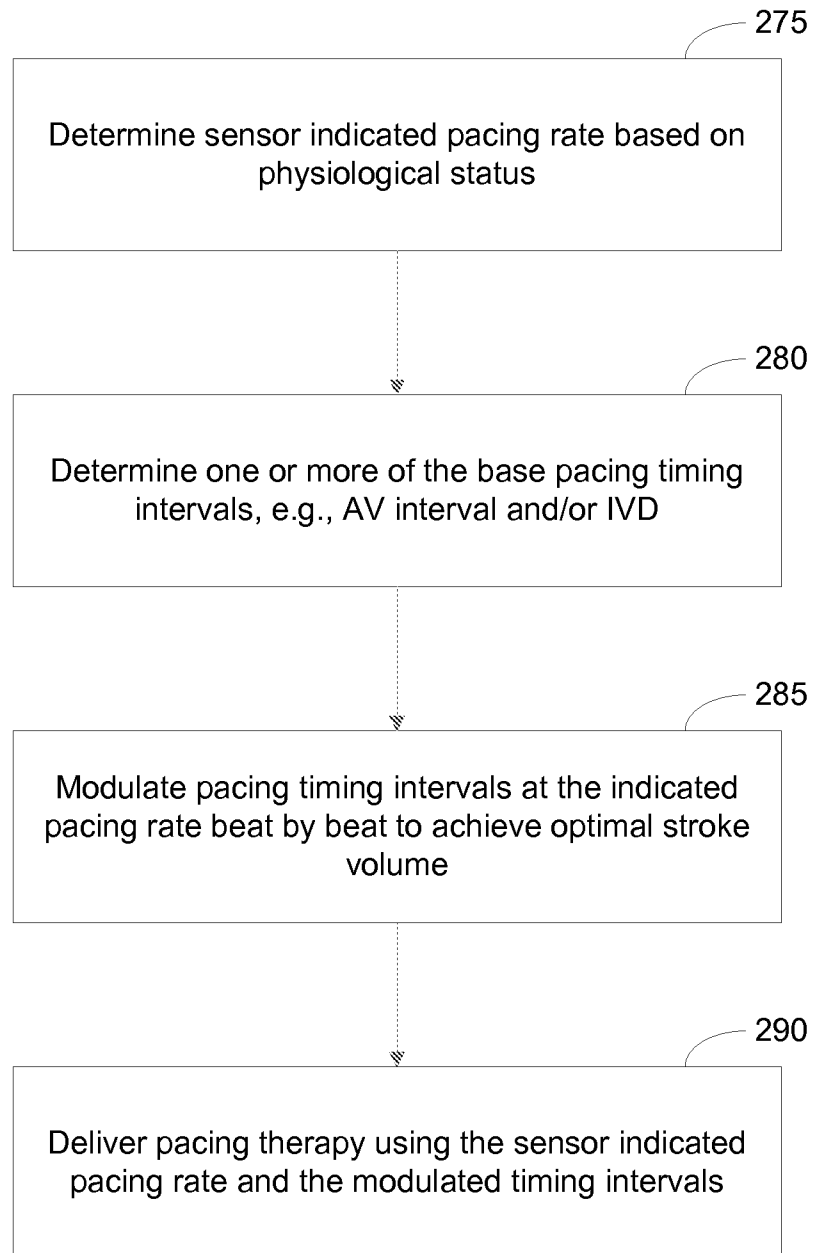 275
Determine sensor indicated pacing rate based on
physiological status
280
Determine one or more of the base pacing timing
intervals, e.g., AV interval and/or IVD
285
Modulate pacing timing intervals at the indicated
pacing rate beat by beat to achieve optimal stroke
volume
290
Deliver pacing therapy using the sensor indicated
pacing rate and the modulated timing intervals